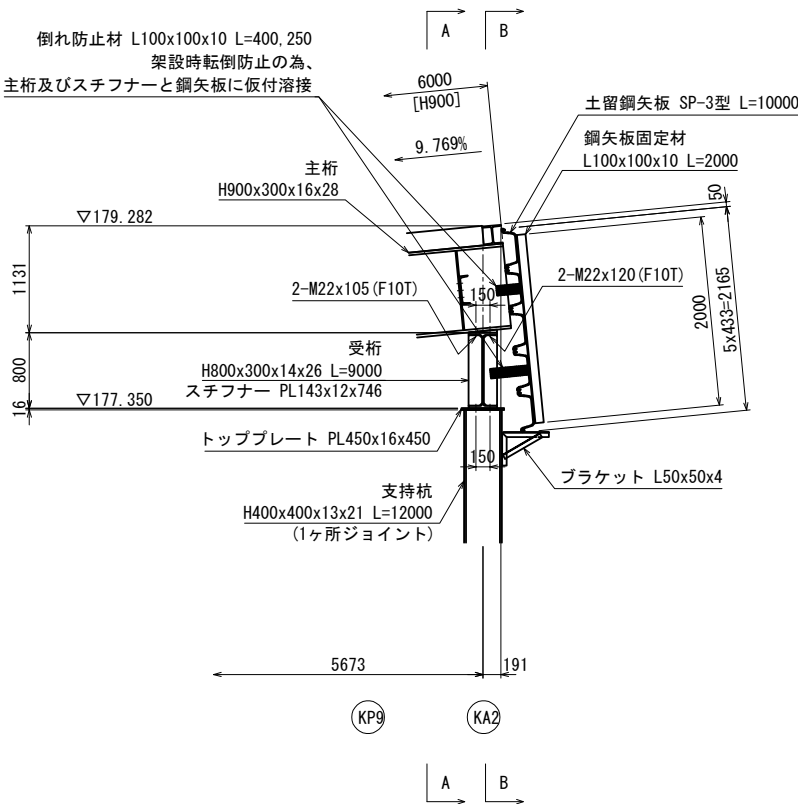 A
B
倒れ防止材 L100x100x10 L=400,250
架設時転倒防止の為、
主桁及びスチフナーと鋼矢板に仮付溶接
6000
[H900]
土留鋼矢板 SP-3型 L=10000
9.769%
鋼矢板固定材
L100x100x10 L=2000
主桁
H900x300x16x28
50
▽179.282
1131
2-M22x105(F10T)
150
2-M22x120(F10T)
2000
5x433=2165
受桁
800
H800x300x14x26 L=9000
スチフナー PL143x12x746
16
▽177.350
トッププレート PL450x16x450
150
ブラケット L50x50x4
支持杭
H400x400x13x21 L=12000
(1ヶ所ジョイント)
5673
191
KP9
KA2
A
B